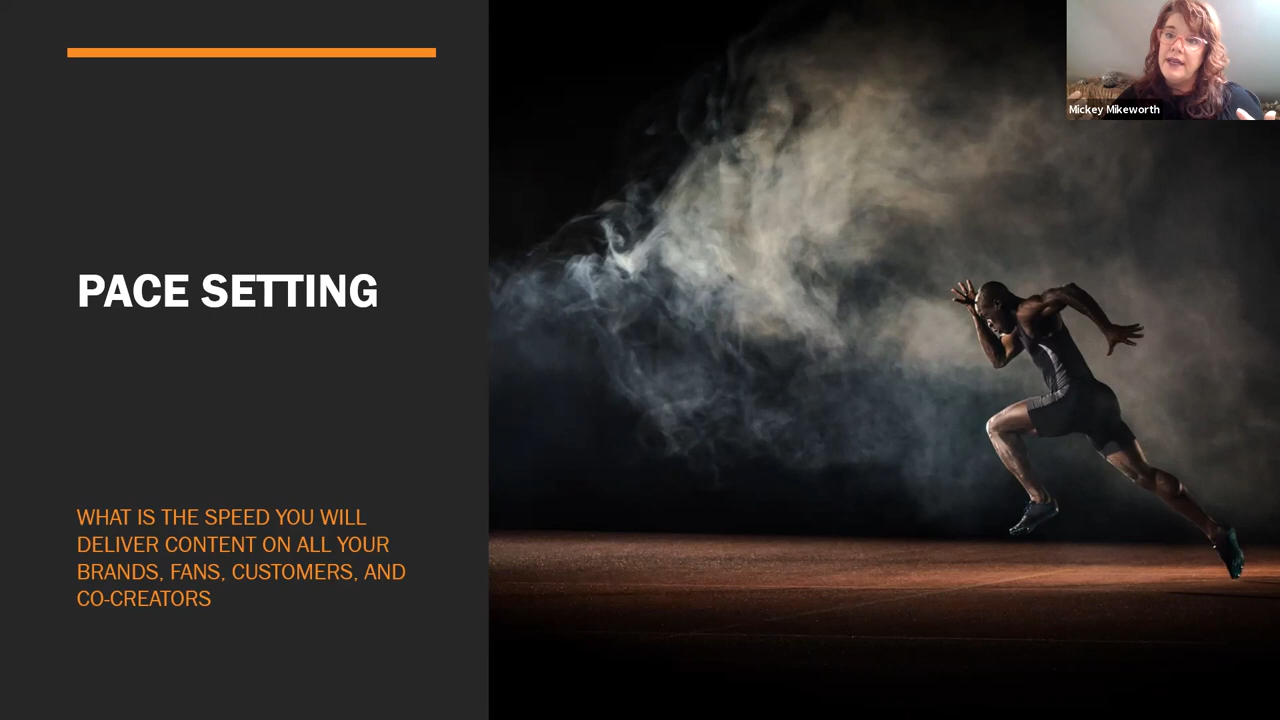 Mickey Mikeworth
PACE SETTING
WHAT IS THE SPEED YOU WILL
DELIVER CONTENT ON ALL YOUR
BRANDS, FANS, CUSTOMERS, AND
CO-CREATORS